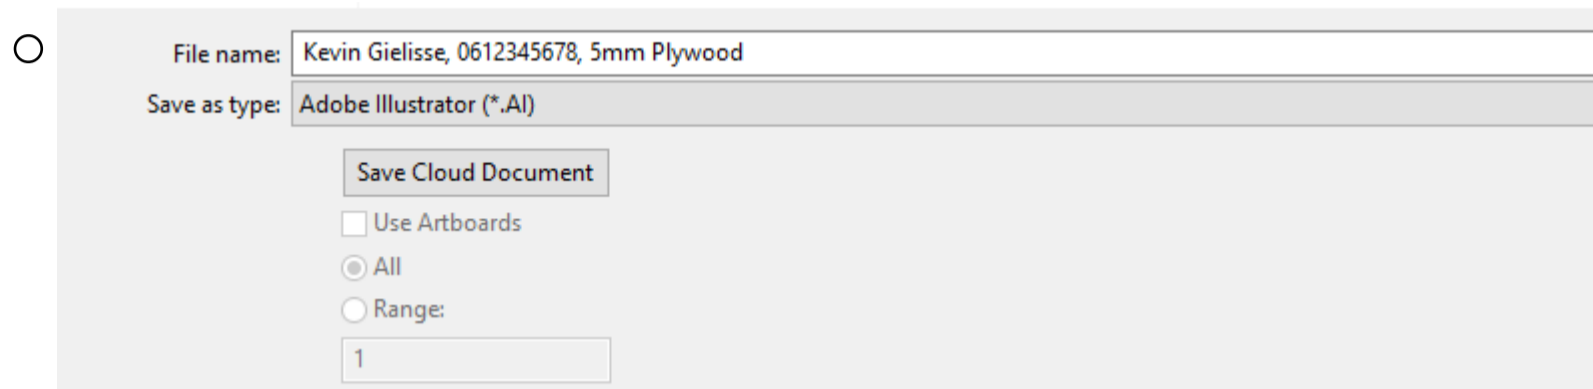 File name: Kevin Gielisse, 0612345678, 5mm Plywood
Save as type: Adobe Illustrator (*.AI)
Save Cloud Document
Use Artboards
All
Range:
1